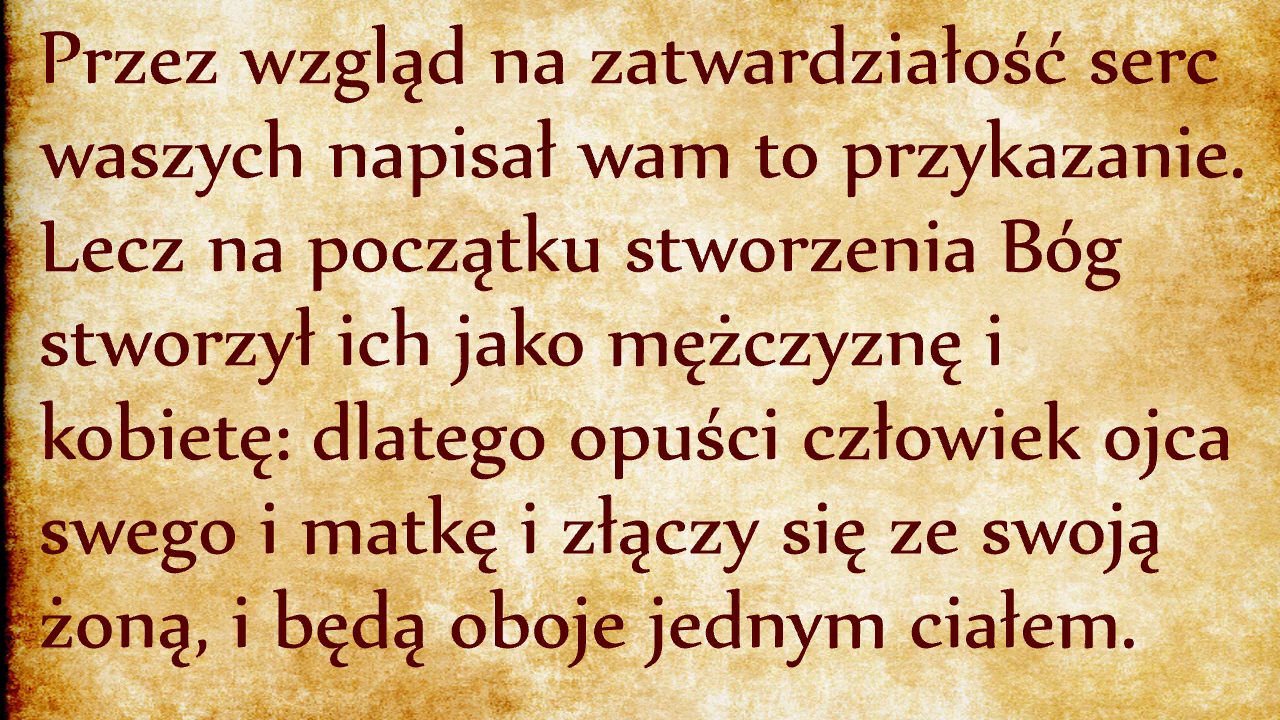 Przez wzgląd na zatwardziałość serc
waszych napisał wam to przykazanie.
Lecz na początku stworzenia Bóg
stworzył ich jako mężczyznę i
kobietę: dlatego opuści człowiek ojca
swego i matkę i złączy się ze swoją
żoną, i będą oboje jednym ciałem.